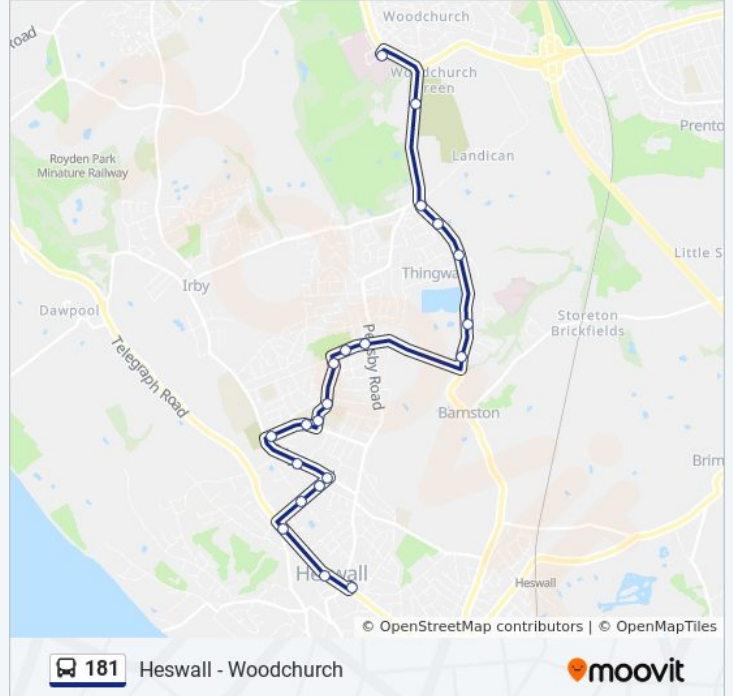 Woodchurch
oad
Woodchurch
Green
Prento
Landican
Royden Park
Minature Railway
Little S
Thingwa
Irby
Storeton
Brickfields
Dawpool
Telegraph Road
Pensby Road
Barnston
Brim
Heswall
Heswall
© OpenStreetMap contributors | © OpenMapTiles
181 Heswall - Woodchurch
moovit